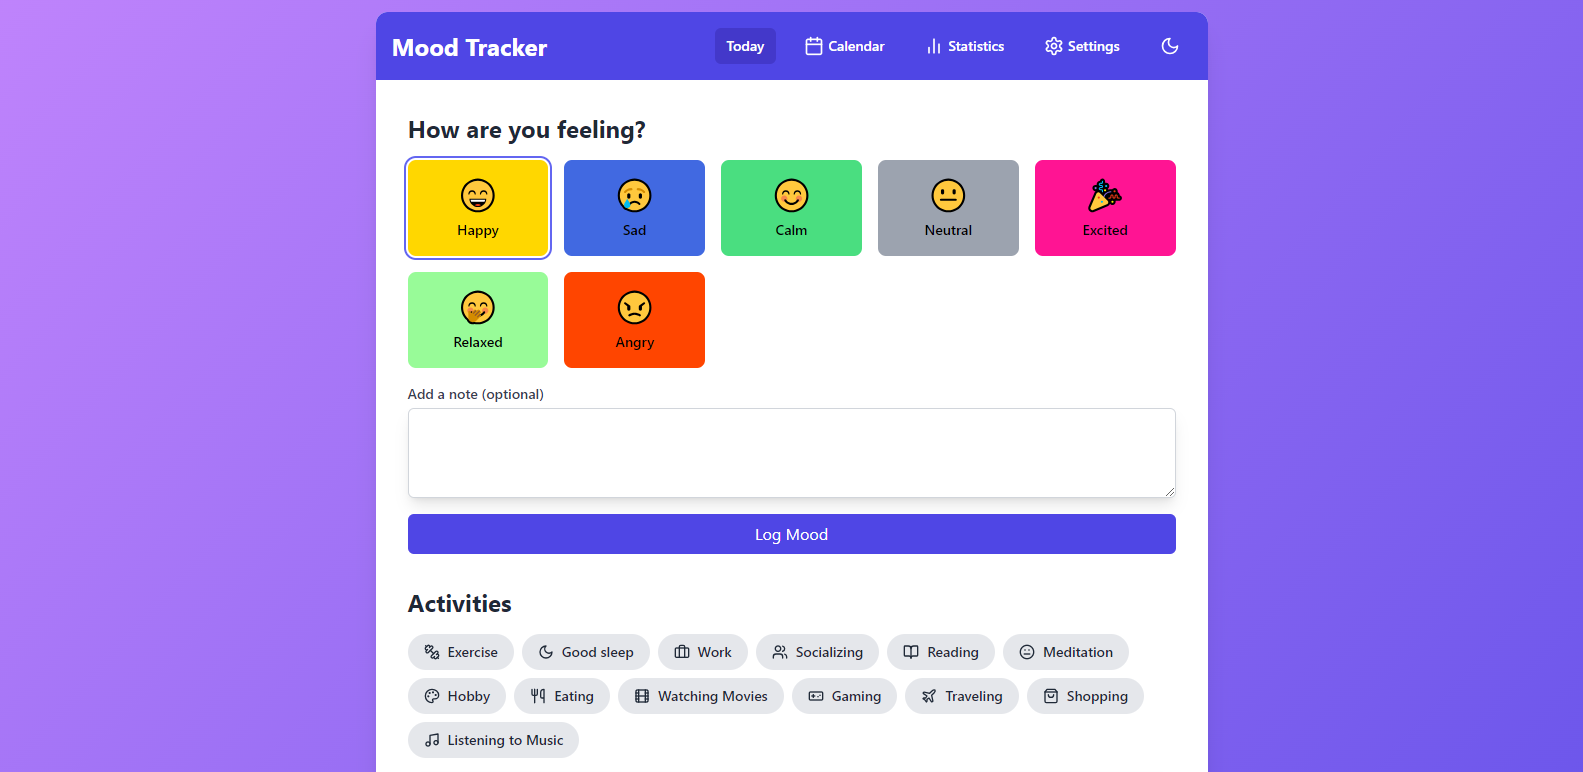 Mood Tracker
Today
Calendar
Statistics
Settings
How are you feeling?
Happy
Sad
Calm
Neutral
Excited
Relaxed
Angry
Add a note (optional)
Log Mood
Activities
Exercise
Good sleep
Work
Socializing
Reading
Meditation
Hobby
Eating
Watching Movies
Gaming
Traveling
Shopping
Listening to Music